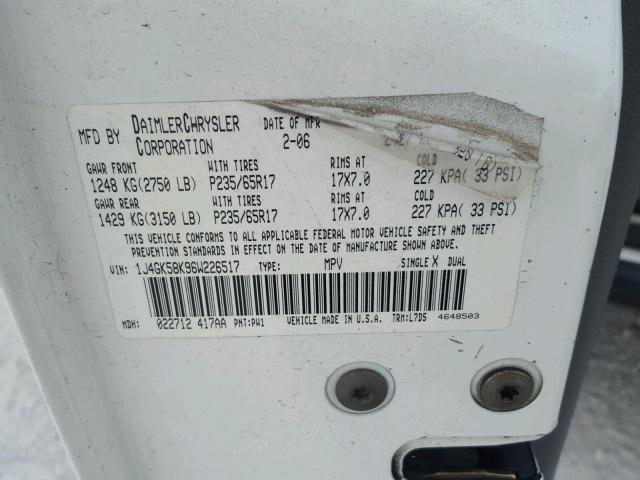 MFD BY DAIMLERCHRYSLER CORPORATION DATE OF MFR 2-06
GAWR FRONT WITH TIRES RIMS AT COLD
1248 KG(2750 LB) P235/65R17 17X7.0 227 KPA( 33 PSI)
GAWR REAR WITH TIRES RIMS AT COLD
1429 KG(3150 LB) P235/65R17 17X7.0 227 KPA( 33 PSI)
THIS VEHICLE CONFORMS TO ALL APPLICABLE FEDERAL MOTOR VEHICLE SAFETY AND THEFT
PREVENTION STANDARDS IN EFFECT ON THE DATE OF MANUFACTURE SHOWN ABOVE.
VIN: 1J4GK58K96W226517 TYPE: MPV SINGLE X DUAL
MDH: 022712 417AA PNT:PW1 VEHICLE MADE IN U.S.A. TRM:L7D5 4648503